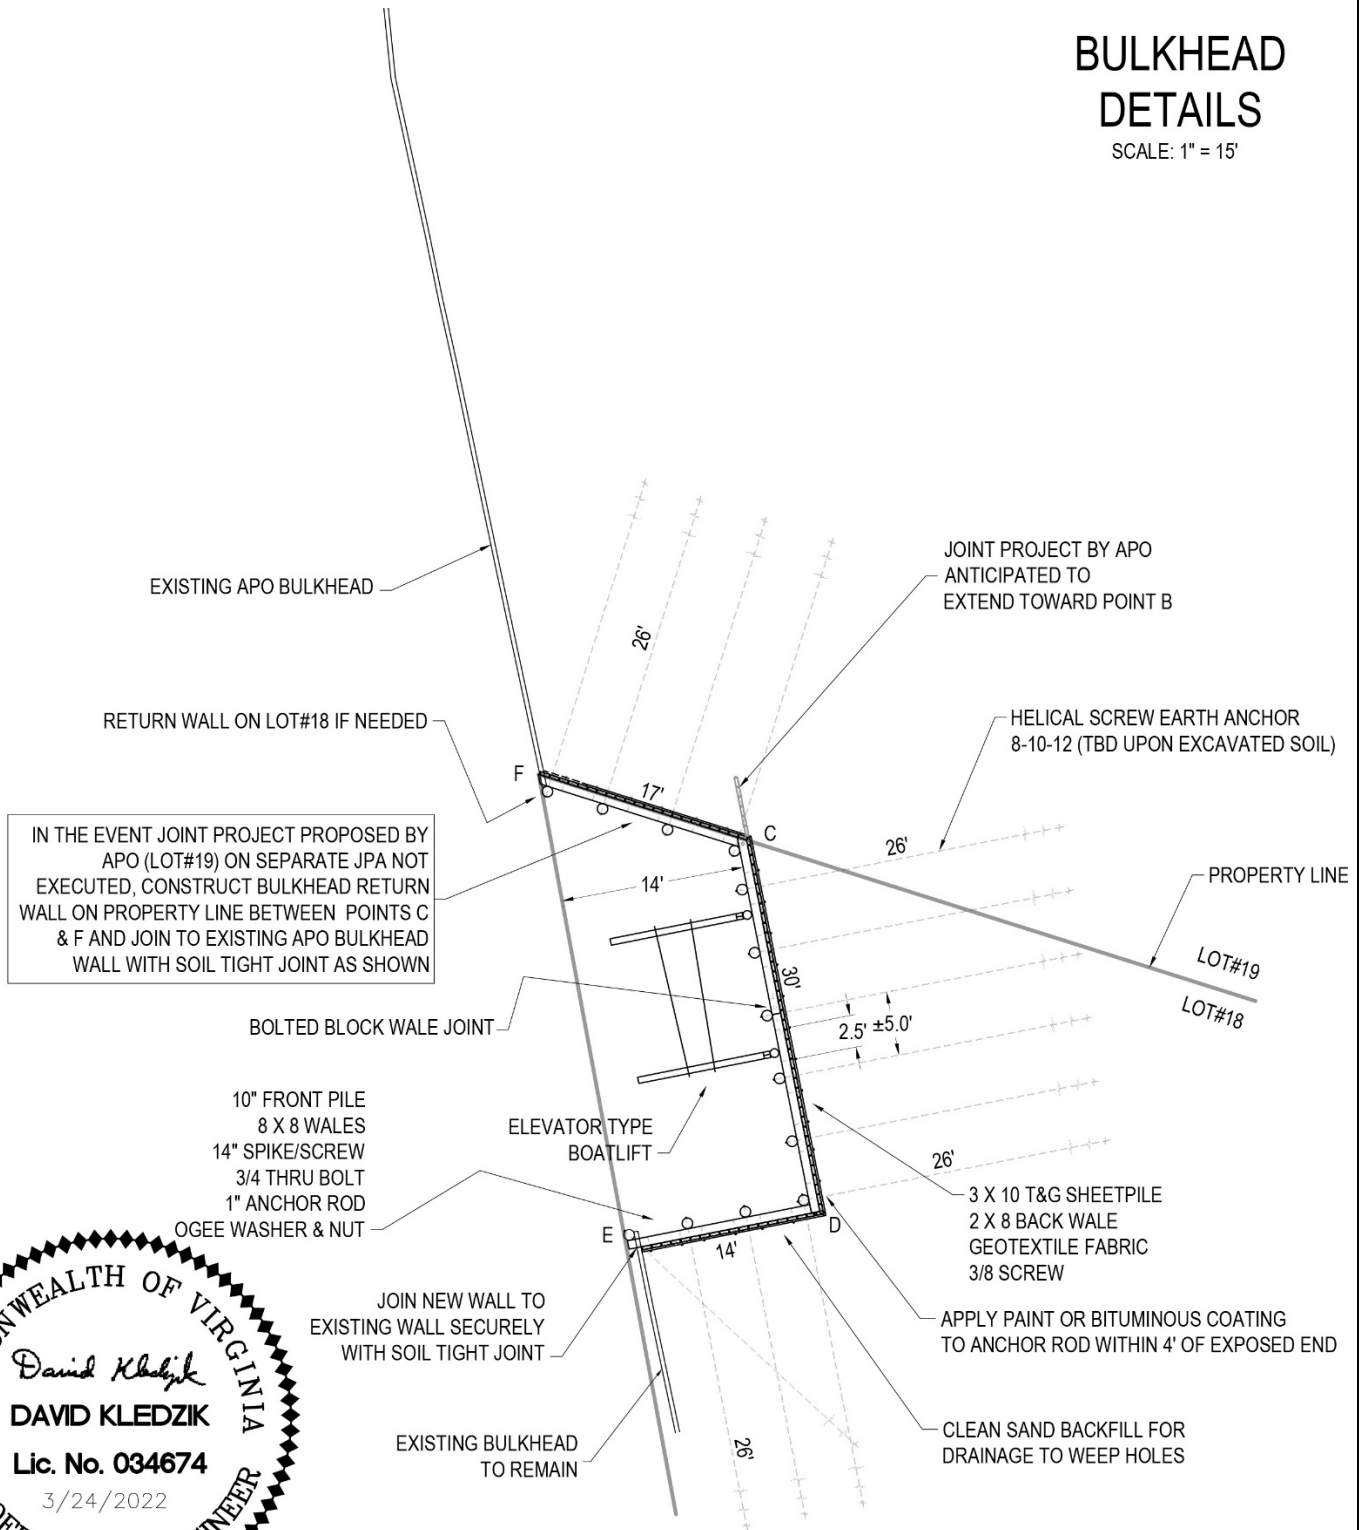 BULKHEAD
DETAILS
SCALE: 1" = 15'
EXISTING APO BULKHEAD
26'
JOINT PROJECT BY APO
ANTICIPATED TO
EXTEND TOWARD POINT B
RETURN WALL ON LOT#18 IF NEEDED
HELICAL SCREW EARTH ANCHOR
8-10-12 (TBD UPON EXCAVATED SOIL)
F
17'
C
IN THE EVENT JOINT PROJECT PROPOSED BY
APO (LOT#19) ON SEPARATE JPA NOT
EXECUTED, CONSTRUCT BULKHEAD RETURN
WALL ON PROPERTY LINE BETWEEN POINTS C
& F AND JOIN TO EXISTING APO BULKHEAD
WALL WITH SOIL TIGHT JOINT AS SHOWN
14'
26'
PROPERTY LINE
LOT#19
LOT#18
30'
BOLTED BLOCK WALE JOINT
2.5'
±5.0'
10" FRONT PILE
8 X 8 WALES
14" SPIKE/SCREW
3/4 THRU BOLT
1" ANCHOR ROD
OGEE WASHER & NUT
ELEVATOR TYPE
BOATLIFT
26'
3 X 10 T&G SHEETPILE
2 X 8 BACK WALE
GEOTEXTILE FABRIC
3/8 SCREW
E
14'
D
JOIN NEW WALL TO
EXISTING WALL SECURELY
WITH SOIL TIGHT JOINT
APPLY PAINT OR BITUMINOUS COATING
TO ANCHOR ROD WITHIN 4' OF EXPOSED END
EXISTING BULKHEAD
TO REMAIN
26'
CLEAN SAND BACKFILL FOR
DRAINAGE TO WEEP HOLES
WEALTH OF VIRGINIA
David Kledzik
DAVID KLEDZIK
Lic. No. 034674
3/24/2022